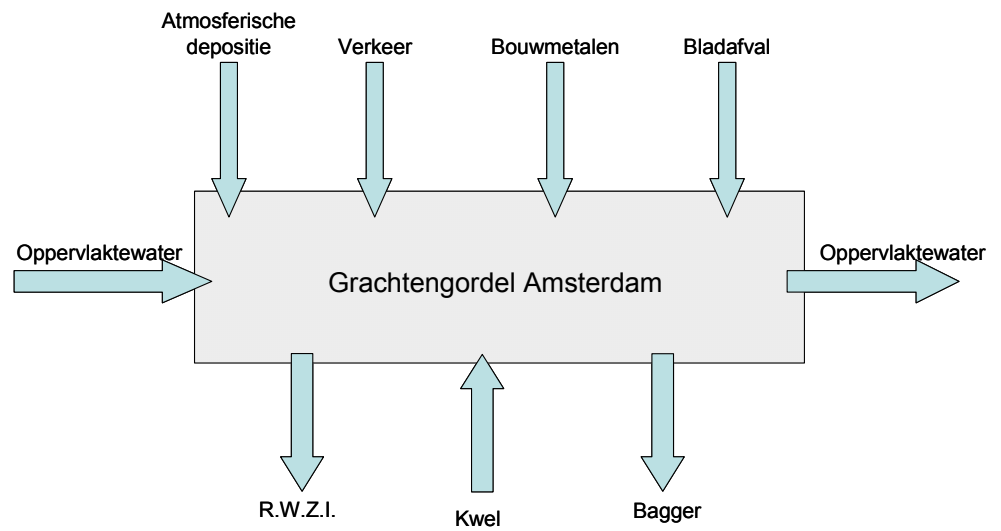 Atmosferische
depositie
Verkeer
Bouwmetalen
Bladafval
Oppervlaktewater
Grachtengordel Amsterdam
Oppervlaktewater
R.W.Z.I.
Kwel
Bagger